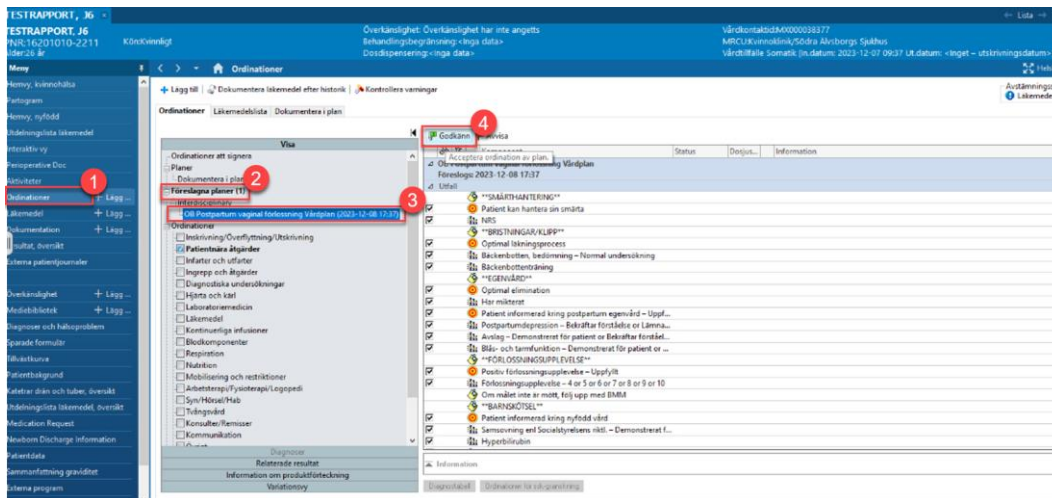 TESTRAPPORT, J6 ×
← Lista →
TESTRAPPORT, J6
PNR:16201010-2211 Kön:Kvinnligt
Ålder:26 år
Överkänslighet: Överkänslighet har inte angetts
Behandlingsbegränsning:<Inga data>
Dosdispensering:<Inga data>
Vårdkontaktid:MX000038377
MRCU:Kvinnoklinik/Södra Älvsborgs Sjukhus
Vårdtillfälle Somatik [In.datum: 2023-12-07 09:37 Ut.datum: <Inget - utskrivningsdatum>
Meny
Ordinationer
Hemvy, kvinnohälsa
Partogram
Hemvy, nyfödd
Utdelningslista läkemedel
Interaktiv vy
Perioperative Doc
Aktiviteter
1
Ordinationer + Lägg ...
Läkemedel + Lägg ...
Dokumentation + Lägg ...
Resultat, översikt
Externa patientjournaler
Överkänslighet + Lägg ...
Mediebibliotek + Lägg ...
Diagnoser och hälsoproblem
Sparade formulär
Tillväxtkurva
Patientbakgrund
Katetrar drän och tuber, översikt
Utdelningslista läkemedel, översikt
Medication Request
Newborn Discharge Information
Patientdata
Sammanfattning graviditet
Externa program
+ Lägg till Dokumentera läkemedel efter historik Kontrollera varningar
Avstämnings
Läkemede
Ordinationer Läkemedelslista Dokumentera i plan
Visa
Ordinationer att signera
Planer
Dokumentera i plan
2
Föreslagna planer (1)
Interdisciplinary
3
OB Postpartum vaginal förlossning Vårdplan (2023-12-08 17:37)
Ordinationer
Inskrivning/Överflyttning/Utskrivning
Patientnära åtgärder
Infarter och utfarter
Ingrepp och åtgärder
Diagnostiska undersökningar
Hjärta och kärl
Laboratoriemedicin
Läkemedel
Kontinuerliga infusioner
Blodkomponenter
Respiration
Nutrition
Mobilisering och restriktioner
Arbetsterapi/Fysioterapi/Logopedi
Syn/Hörsel/Hab
Tvångsvård
Konsulter/Remisser
Kommunikation
Diagnoser
Relaterade resultat
Information om produktförteckning
Variationsvy
4
Godkänn
Acceptera ordination av plan.
Komponent Status Dosjus... Information
OB Postpartum vaginal förlossning Vårdplan
Föreslogs 2023-12-08 17:37
Utfall
**SMÄRTHANTERING**
Patient kan hantera sin smärta
NRS
**BRISTNINGAR/KLIPP**
Optimal läkningsprocess
Bäckenbotten, bedömning – Normal undersökning
Bäckenbottenträning
**EGENVÅRD**
Optimal elimination
Har mikterat
Patient informerad kring postpartum egenvård – Uppf...
Postpartumdepression – Bekräftar förståelse or Lämna...
Avslag – Demonstrerat för patient or Bekräftar förståel...
Blås- och tarmfunktion – Demonstrerat för patient or ...
**FÖRLOSSNINGSUPPLEVELSE**
Positiv förlossningsupplevelse – Uppfyllt
Förlossningsupplevelse – 4 or 5 or 6 or 7 or 8 or 9 or 10
Om målet inte är mött, följ upp med BMM
**BARNSKÖTSEL**
Patient informerad kring nyfödd vård
Samsovning enl Socialstyrelsens riktl. – Demonstrerat f...
Hyperbilirubin
Information
Diagnostabell Ordinationer för sdvgranskning